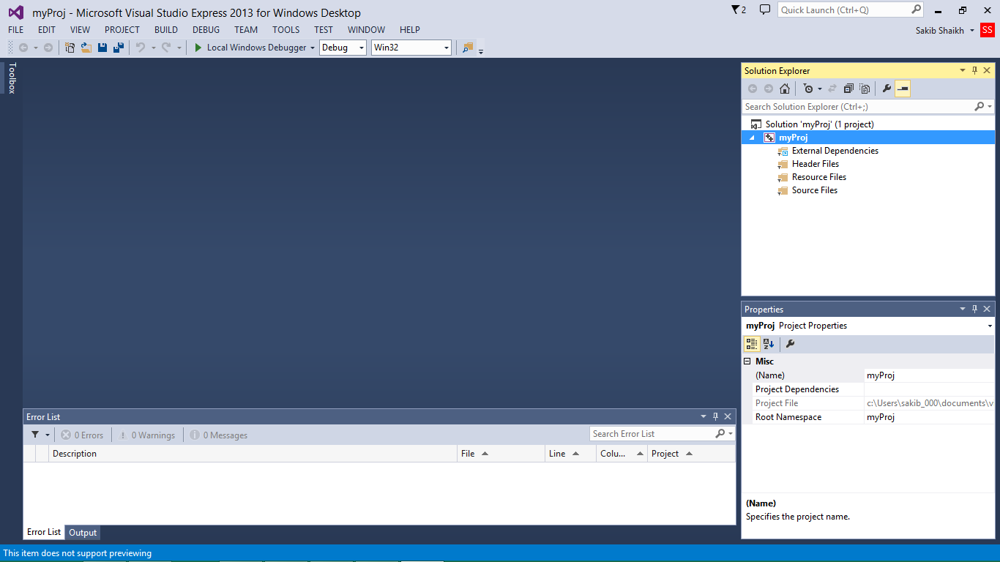 myProj - Microsoft Visual Studio Express 2013 for Windows Desktop
2
Quick Launch (Ctrl+Q)
FILE EDIT VIEW PROJECT BUILD DEBUG TEAM TOOLS TEST WINDOW HELP
Sakib Shaikh SS
Local Windows Debugger Debug Win32
Toolbox
Solution Explorer
Search Solution Explorer (Ctrl+;)
Solution 'myProj' (1 project)
myProj
External Dependencies
Header Files
Resource Files
Source Files
Properties
myProj Project Properties
Misc
(Name) myProj
Project Dependencies
Project File c:\Users\sakib_000\documents\v
Root Namespace myProj
(Name)
Specifies the project name.
Error List
0 Errors 0 Warnings 0 Messages
Search Error List
Description File Line Colu... Project
Error List Output
This item does not support previewing